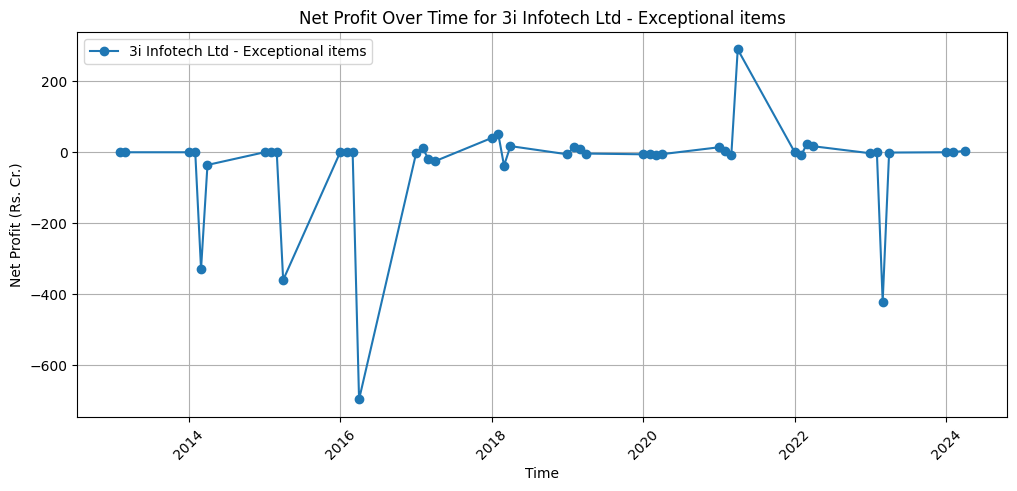 Net Profit Over Time for 3i Infotech Ltd - Exceptional items
3i Infotech Ltd - Exceptional items
Net Profit (Rs. Cr.)
200
0
−200
−400
−600
2014
2016
2018
2020
2022
2024
Time